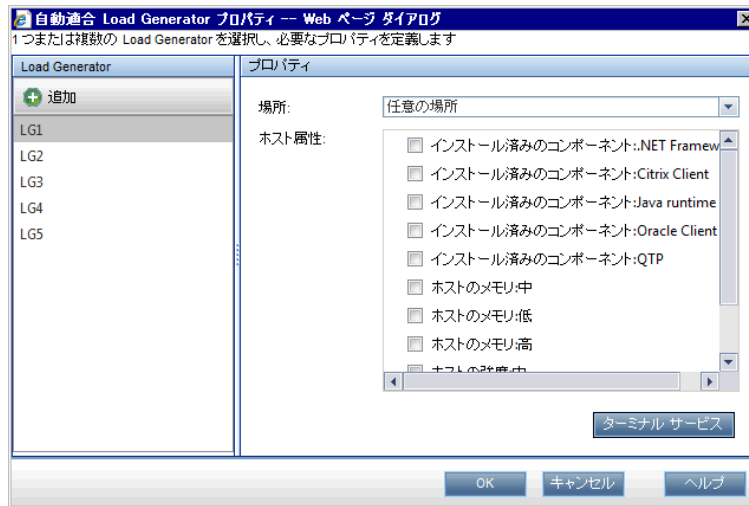 自動適合 Load Generator プロパティ -- Web ページ ダイアログ
1 つまたは複数の Load Generator を選択し、必要なプロパティを定義します
Load Generator
プロパティ
追加
LG1
LG2
LG3
LG4
LG5
場所:
任意の場所
ホスト属性:
インストール済みのコンポーネント:.NET Framew
インストール済みのコンポーネント:Citrix Client
インストール済みのコンポーネント:Java runtime
インストール済みのコンポーネント:Oracle Client
インストール済みのコンポーネント:QTP
ホストのメモリ:中
ホストのメモリ:低
ホストのメモリ:高
ホストの強度:中
ターミナル サービス
OK
キャンセル
ヘルプ